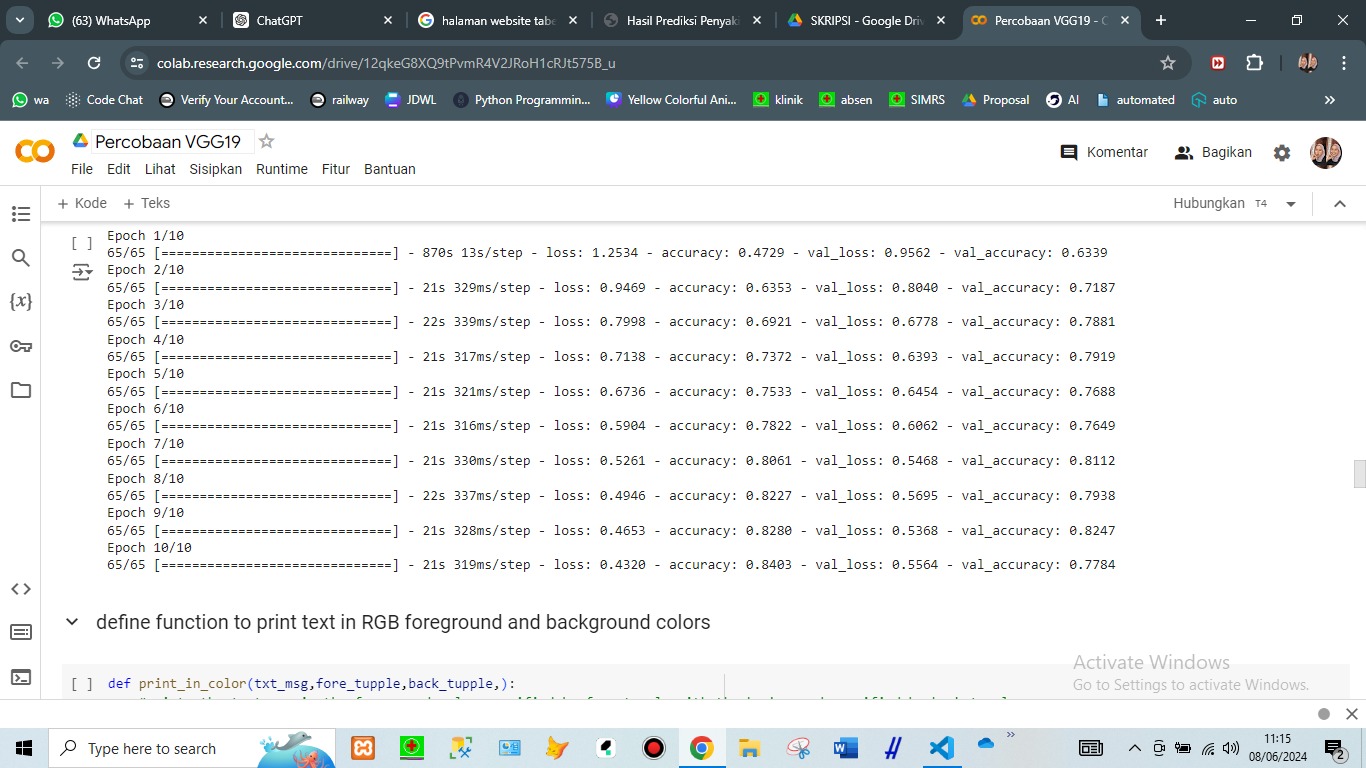 (63) WhatsApp
ChatGPT
halaman website tabe
Hasil Prediksi Penyaki
SKRIPSI - Google Driv
Percobaan VGG19 - C
colab.research.google.com/drive/12qkeG8XQ9tPvmR4V2JRoH1cRJt575B_u
wa
Code Chat
Verify Your Account...
railway
JDWL
Python Programmin...
Yellow Colorful Ani...
klinik
absen
SIMRS
Proposal
AI
automated
auto
Percobaan VGG19
File Edit Lihat Sisipkan Runtime Fitur Bantuan
Komentar
Bagikan
+ Kode + Teks
Hubungkan T4
Epoch 1/10
65/65 [==============================] - 870s 13s/step - loss: 1.2534 - accuracy: 0.4729 - val_loss: 0.9562 - val_accuracy: 0.6339
Epoch 2/10
65/65 [==============================] - 21s 329ms/step - loss: 0.9469 - accuracy: 0.6353 - val_loss: 0.8040 - val_accuracy: 0.7187
Epoch 3/10
65/65 [==============================] - 22s 339ms/step - loss: 0.7998 - accuracy: 0.6921 - val_loss: 0.6778 - val_accuracy: 0.7881
Epoch 4/10
65/65 [==============================] - 21s 317ms/step - loss: 0.7138 - accuracy: 0.7372 - val_loss: 0.6393 - val_accuracy: 0.7919
Epoch 5/10
65/65 [==============================] - 21s 321ms/step - loss: 0.6736 - accuracy: 0.7533 - val_loss: 0.6454 - val_accuracy: 0.7688
Epoch 6/10
65/65 [==============================] - 21s 316ms/step - loss: 0.5904 - accuracy: 0.7822 - val_loss: 0.6062 - val_accuracy: 0.7649
Epoch 7/10
65/65 [==============================] - 21s 330ms/step - loss: 0.5261 - accuracy: 0.8061 - val_loss: 0.5468 - val_accuracy: 0.8112
Epoch 8/10
65/65 [==============================] - 22s 337ms/step - loss: 0.4946 - accuracy: 0.8227 - val_loss: 0.5695 - val_accuracy: 0.7938
Epoch 9/10
65/65 [==============================] - 21s 328ms/step - loss: 0.4653 - accuracy: 0.8280 - val_loss: 0.5368 - val_accuracy: 0.8247
Epoch 10/10
65/65 [==============================] - 21s 319ms/step - loss: 0.4320 - accuracy: 0.8403 - val_loss: 0.5564 - val_accuracy: 0.7784
define function to print text in RGB foreground and background colors
[ ] def print_in_color(txt_msg,fore_tupple,back_tupple,):
Activate Windows
Go to Settings to activate Windows.
Type here to search
11:15
08/06/2024
2